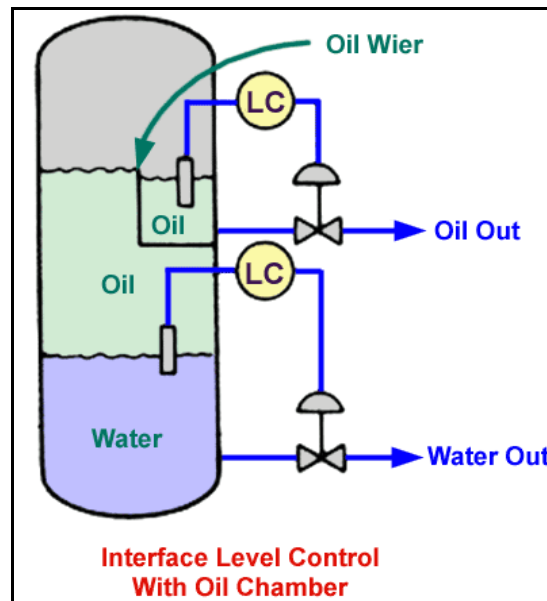 Oil Wier
LC
Oil
Oil Out
LC
Oil
Water
Water Out
Interface Level Control
With Oil Chamber